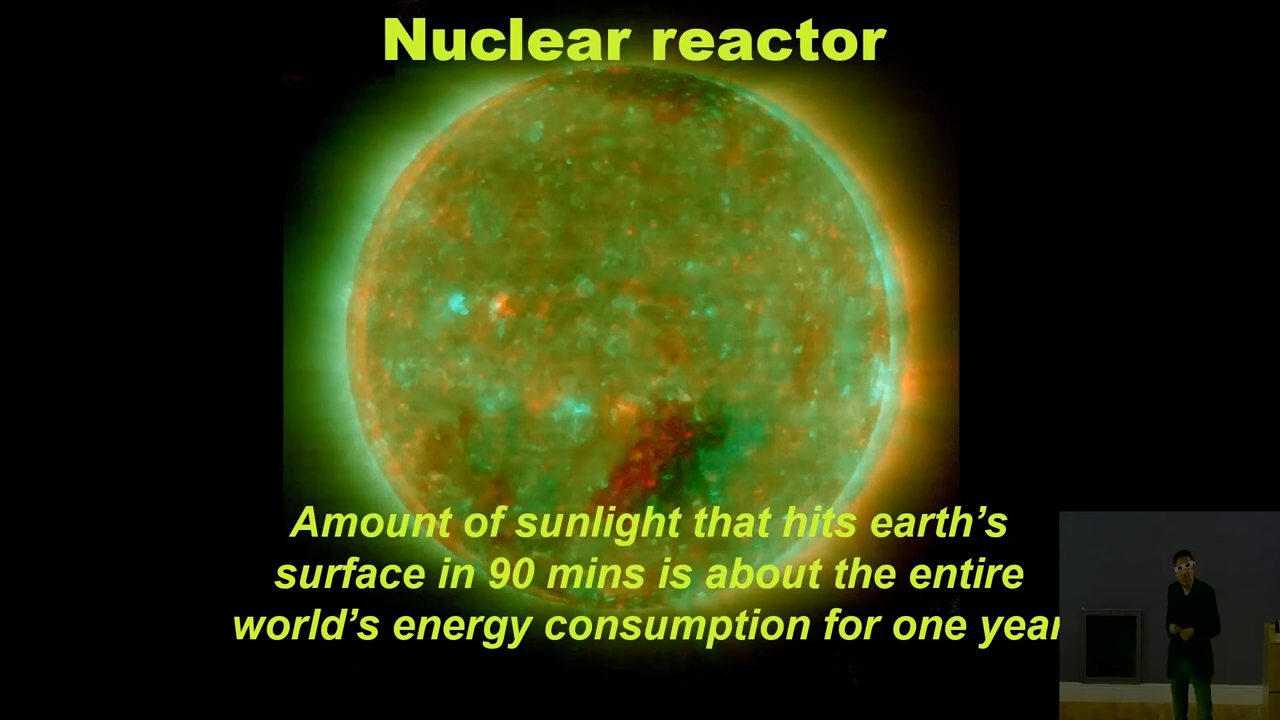 Nuclear reactor
Amount of sunlight that hits earth’s
surface in 90 mins is about the entire
world’s energy consumption for one year